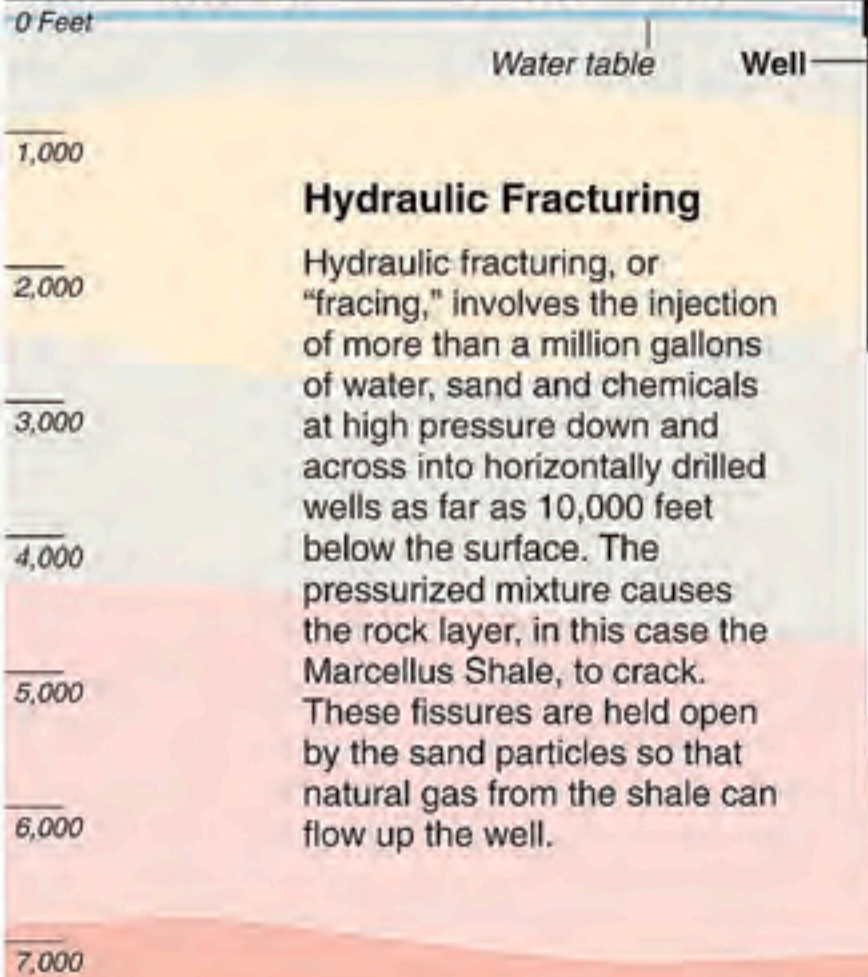 0 Feet
Water table
Well
1,000
Hydraulic Fracturing
Hydraulic fracturing, or
2,000
“fracing,” involves the injection
of more than a million gallons
of water, sand and chemicals
3,000
at high pressure down and
across into horizontally drilled
wells as far as 10,000 feet
4,000
below the surface. The
pressurized mixture causes
the rock layer, in this case the
Marcellus Shale, to crack.
5,000
These fissures are held open
by the sand particles so that
natural gas from the shale can
6,000
flow up the well.
7,000